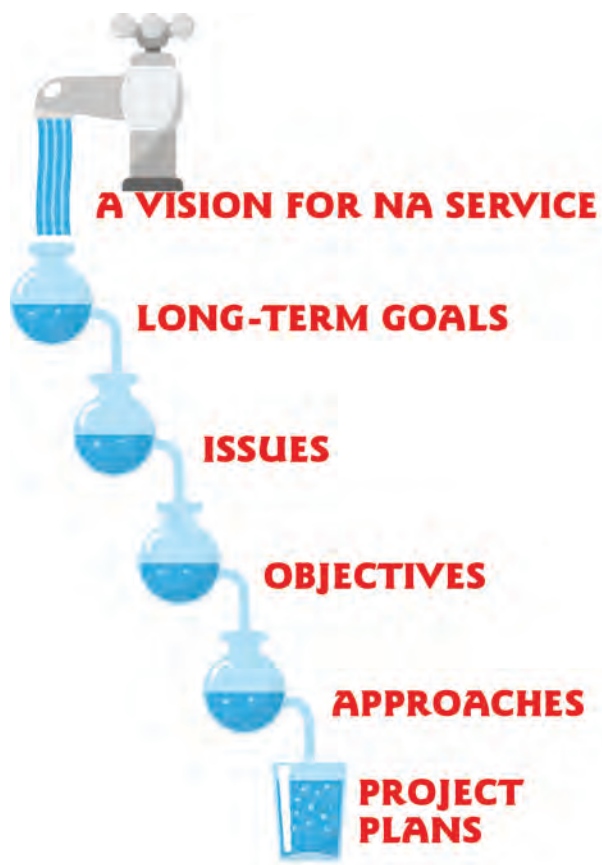 A VISION FOR NA SERVICE
LONG-TERM GOALS
ISSUES
OBJECTIVES
APPROACHES
PROJECT
PLANS